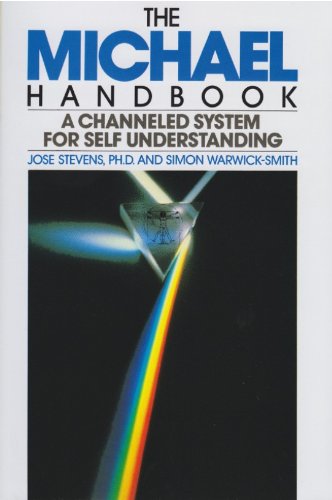 THE
MICHAEL
HANDBOOK
A CHANNELED SYSTEM
FOR SELF UNDERSTANDING
JOSE STEVENS, PH.D. AND SIMON WARWICK-SMITH